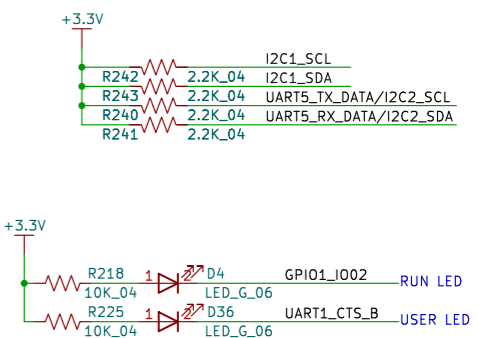 +3.3V
I2C1_SCL
R242 2.2K_04 I2C1_SDA
R243 2.2K_04 UART5_TX_DATA/I2C2_SCL
R240 2.2K_04 UART5_RX_DATA/I2C2_SDA
R241 2.2K_04
+3.3V
R218 1 2 D4 GPIO1_IO02 RUN LED
10K_04 LED_G_06
R225 1 2 D36 UART1_CTS_B USER LED
10K_04 LED_G_06